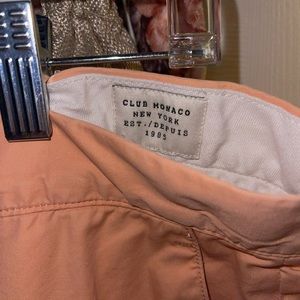 CLUB MONACO
NEW YORK
EST./DEPUIS
1985